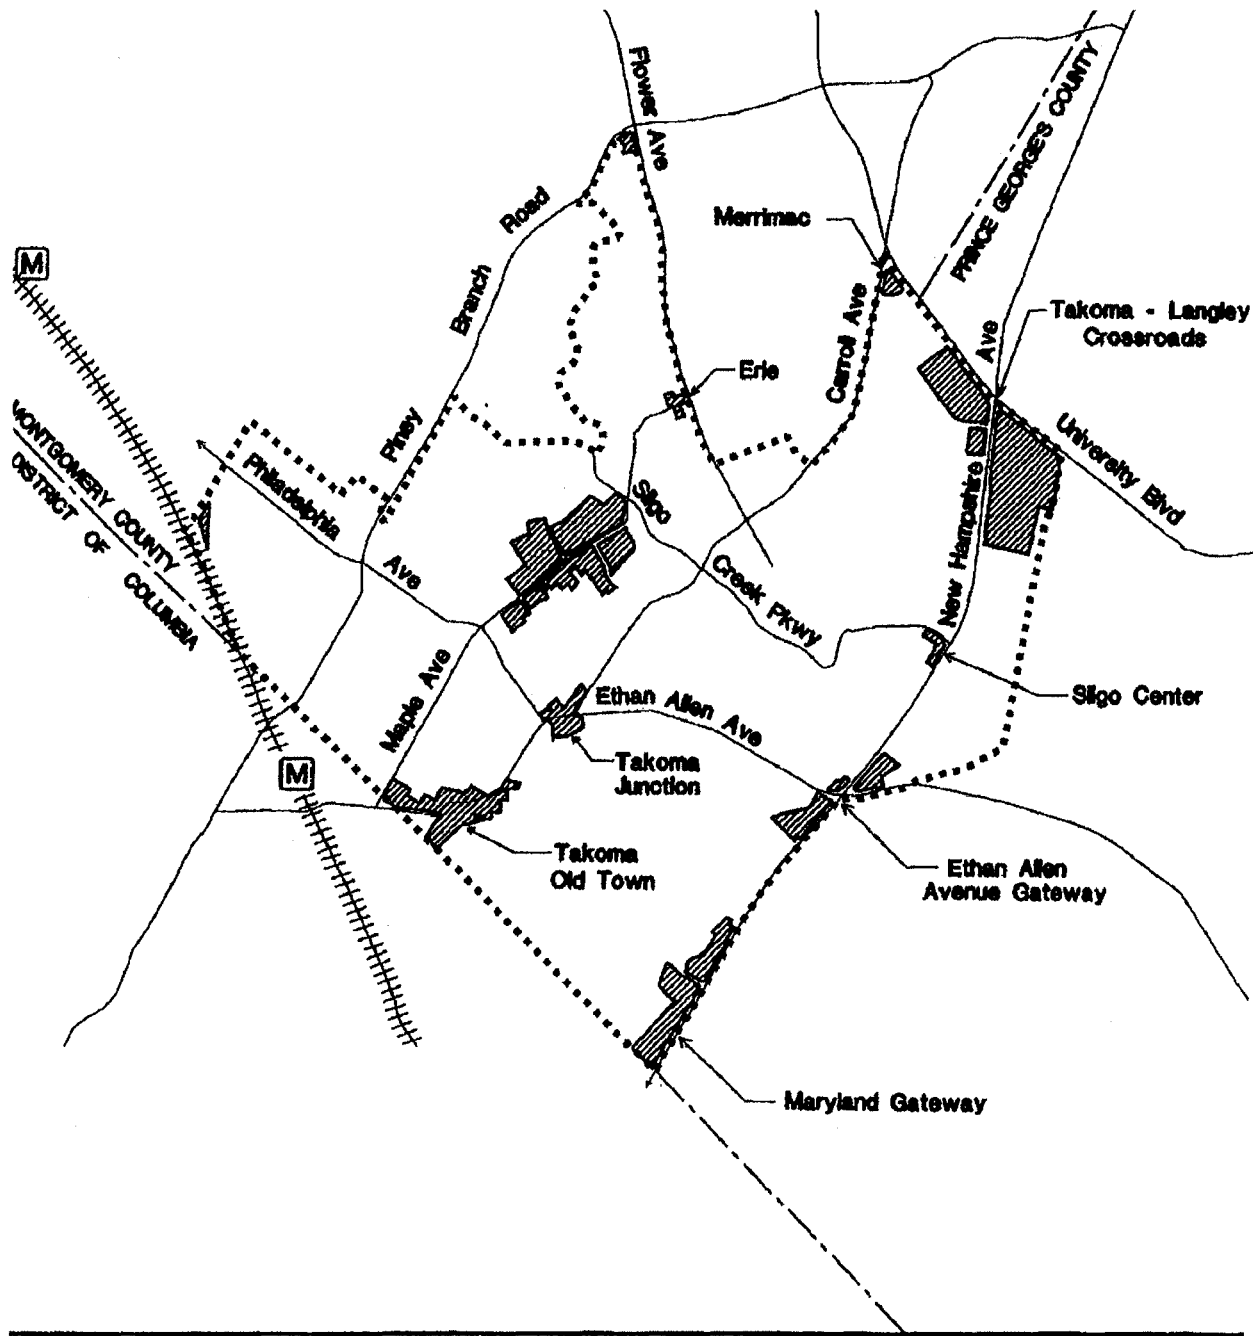 Flower Ave
PRINCE GEORGE'S COUNTY
Road
Merrimac
M
Branch
Carroll Ave
Ave
Takoma - Langley
Crossroads
Erie
MONTGOMERY COUNTY
DISTRICT OF
COLUMBIA
Piney
Philadelphia
Ave
University Blvd
Sligo
Creek Pkwy
New Hampshire
Maple Ave
Ethan Allen Ave
Sligo Center
Takoma
Junction
Takoma
Old Town
M
Ethan Allen
Avenue Gateway
Maryland Gateway